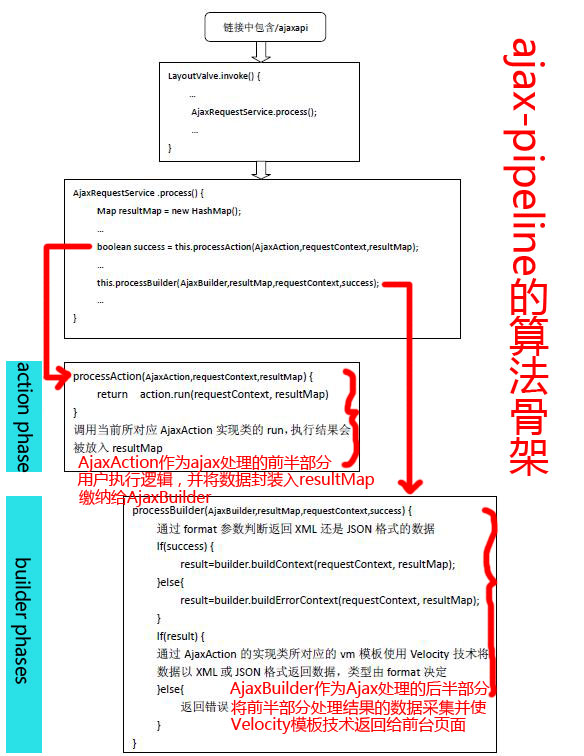 链接中包含/ajaxapi
LayoutValve.invoke() {
...
AjaxRequestService.process();
...
}
AjaxRequestService .process() {
Map resultMap = new HashMap();
...
boolean success = this.processAction(AjaxAction,requestContext,resultMap);
...
this.processBuilder(AjaxBuilder,resultMap,requestContext,success);
...
}
ajax-pipeline的算法骨架
action phase
processAction(AjaxAction,requestContext,resultMap) {
return action.run(requestContext, resultMap)
}
调用当前所对应 AjaxAction 实现类的 run，执行结果会
被放入 resultMap
AjaxAction作为ajax处理的前半部分
用户执行逻辑，并将数据封装入resultMap
缴纳给AjaxBuilder
builder phases
processBuilder(AjaxBuilder,resultMap,requestContext,success) {
通过 format 参数判断返回 XML 还是 JSON 格式的数据
If(success) {
result=builder.buildContext(requestContext, resultMap);
}else{
result=builder.buildErrorContext(requestContext, resultMap);
}
If(result) {
通过 AjaxAction 的实现类所对应的 vm 模板使用 Velocity 技术将
数据以 XML 或 JSON 格式返回数据，类型由 format 决定
}else{
返回错误
}
}
AjaxBuilder作为Ajax处理的后半部分
将前半部分处理结果的数据采集并使
Velocity模板技术返回给前台页面